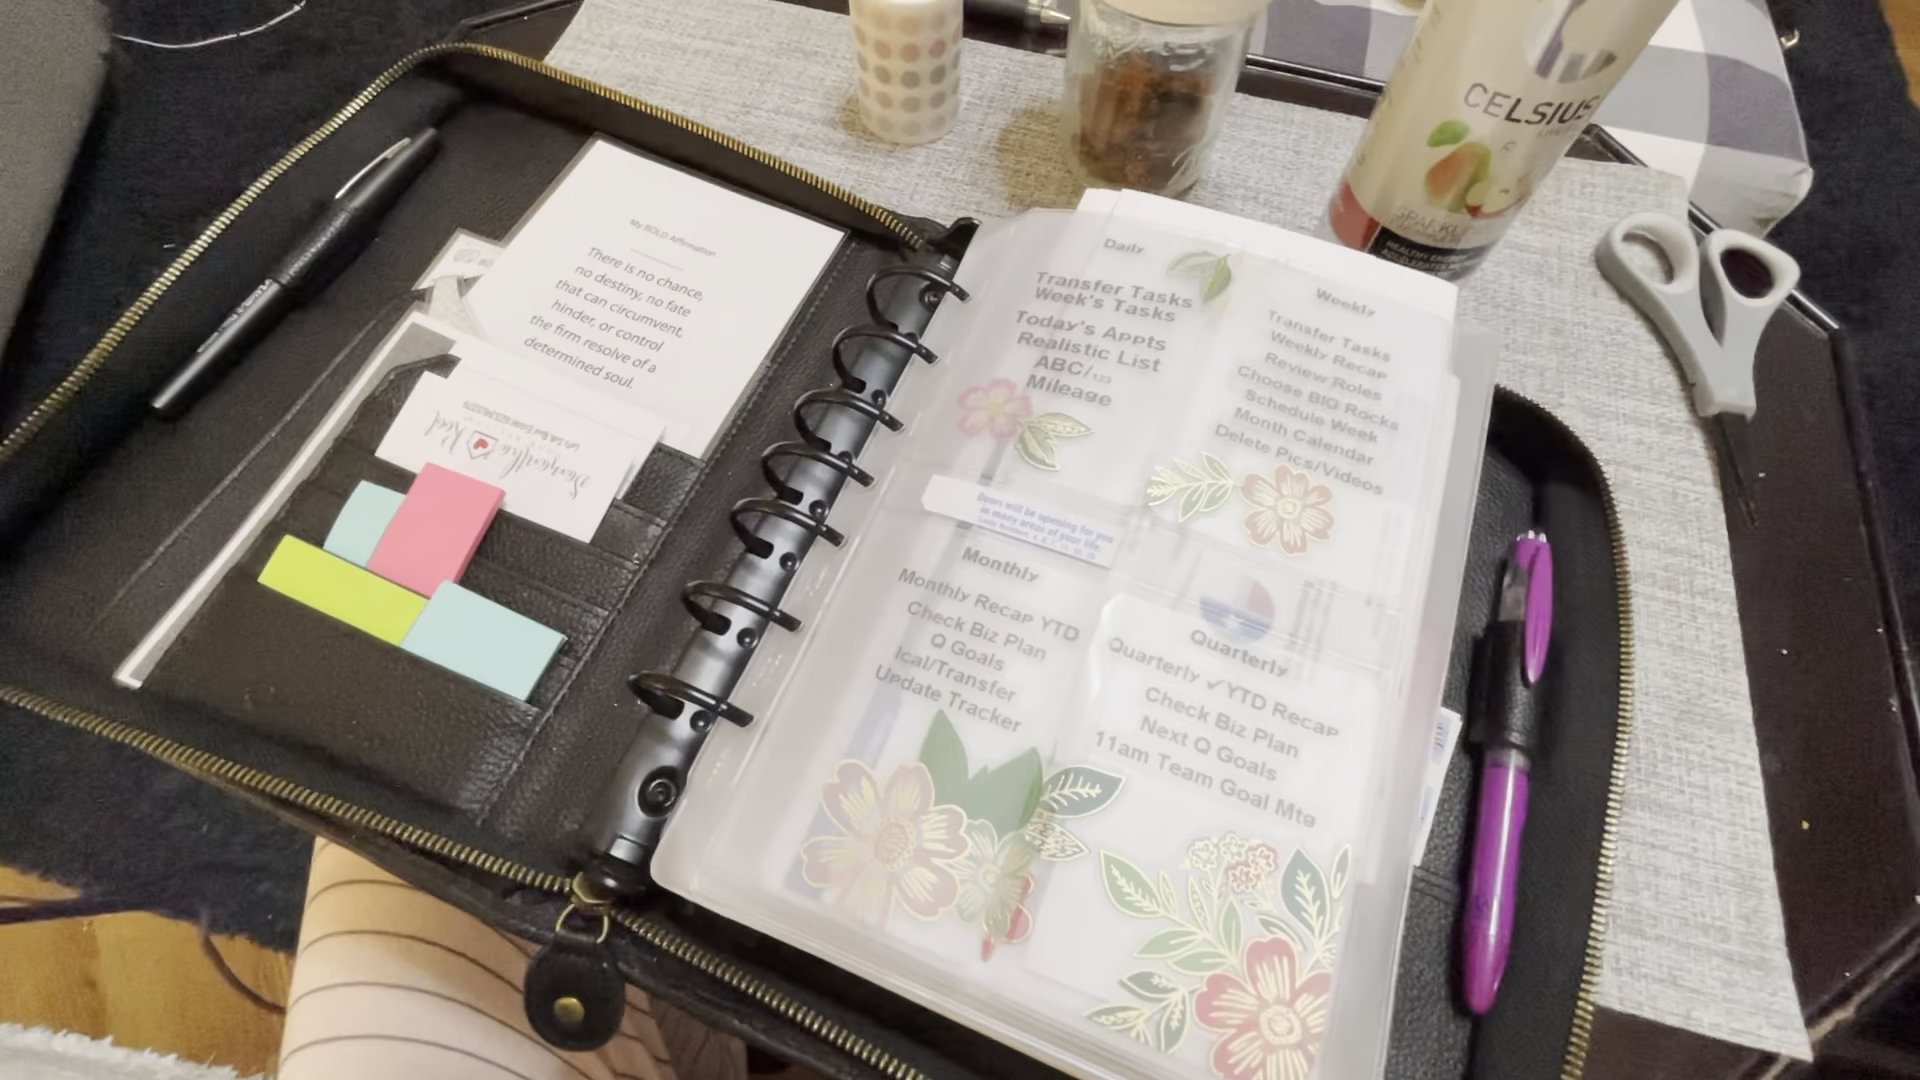 My BOLD Affirmation
There is no chance,
no destiny, no fate
that can circumvent,
hinder, or control
the firm resolve of a
determined soul.
Samantha Root
Daily
Transfer Tasks
Week's Tasks
Today's Appts
Realistic List
ABC/123
Mileage
Weekly
Transfer Tasks
Weekly Recap
Review Roles
Choose BIG Rocks
Schedule Week
Month Calendar
Delete Pics/Videos
Doors will be opening for you
in many areas of your life.
Monthly
Monthly Recap YTD
Check Biz Plan
Q Goals
Ical/Transfer
Update Tracker
Quarterly
Quarterly ✓YTD Recap
Check Biz Plan
Next Q Goals
11am Team Goal Mtg
CELSIUS